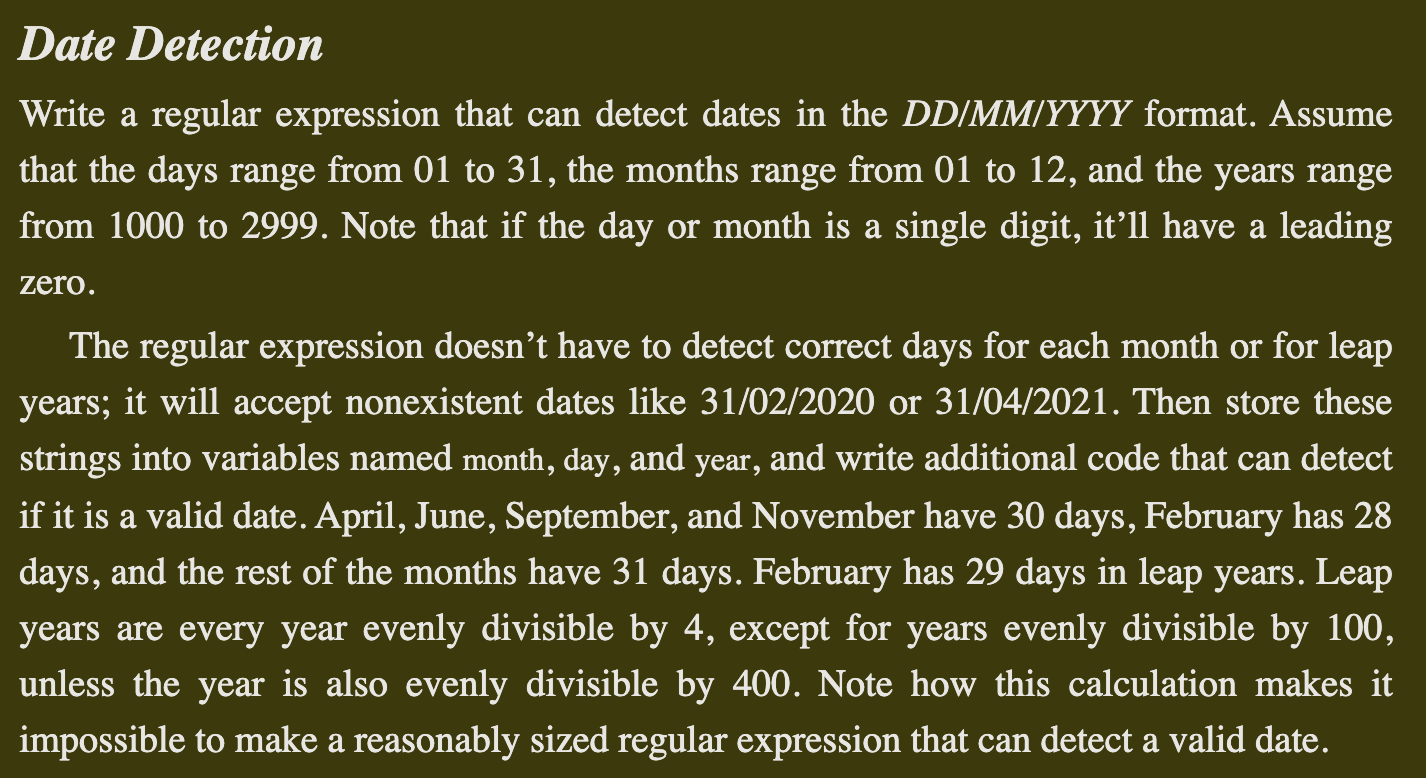 Date Detection
Write a regular expression that can detect dates in the DD/MM/YYYY format. Assume
that the days range from 01 to 31, the months range from 01 to 12, and the years range
from 1000 to 2999. Note that if the day or month is a single digit, it’ll have a leading
zero.
The regular expression doesn’t have to detect correct days for each month or for leap
years; it will accept nonexistent dates like 31/02/2020 or 31/04/2021. Then store these
strings into variables named month, day, and year, and write additional code that can detect
if it is a valid date. April, June, September, and November have 30 days, February has 28
days, and the rest of the months have 31 days. February has 29 days in leap years. Leap
years are every year evenly divisible by 4, except for years evenly divisible by 100,
unless the year is also evenly divisible by 400. Note how this calculation makes it
impossible to make a reasonably sized regular expression that can detect a valid date.